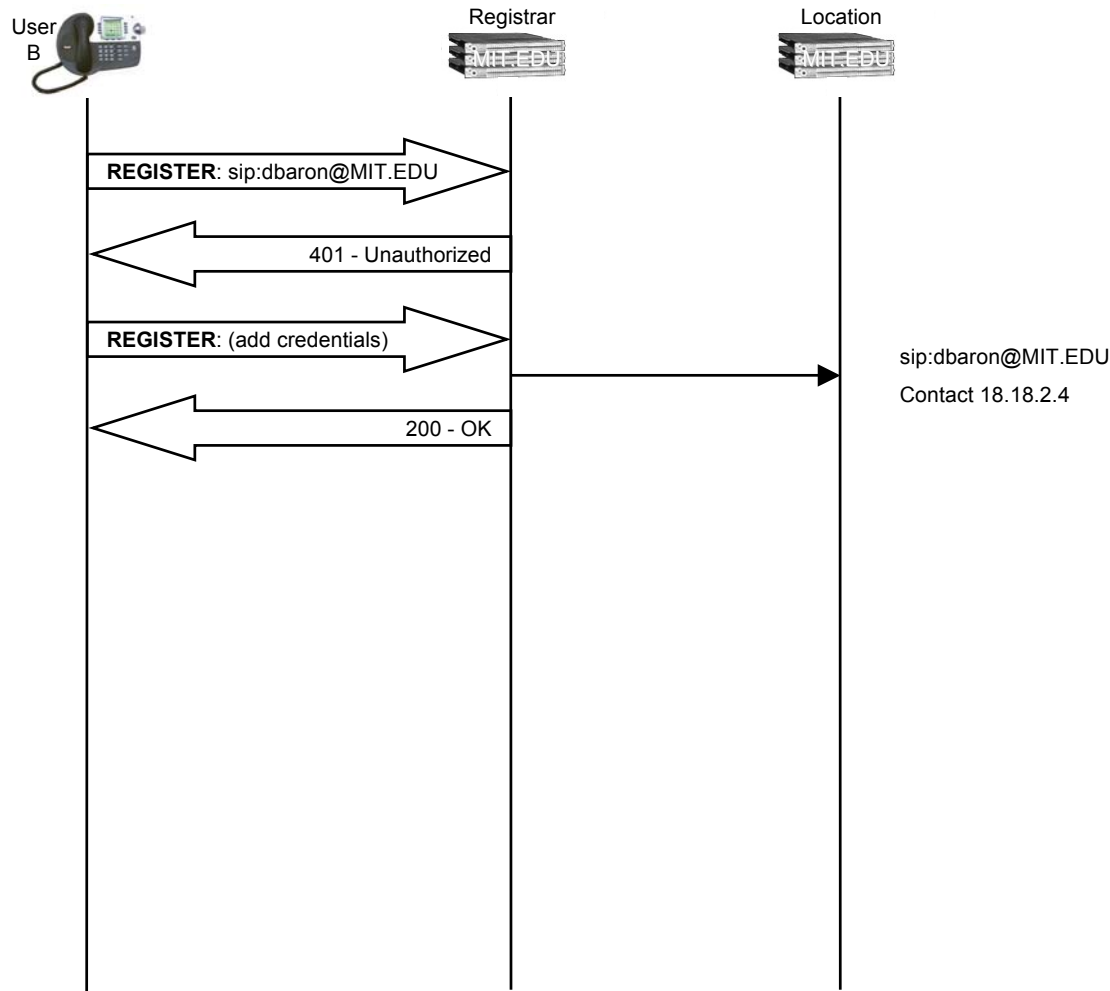 User
B
Registrar
MIT.EDU
Location
MIT.EDU
REGISTER: sip:dbaron@MIT.EDU
401 - Unauthorized
REGISTER: (add credentials)
sip:dbaron@MIT.EDU
Contact 18.18.2.4
200 - OK